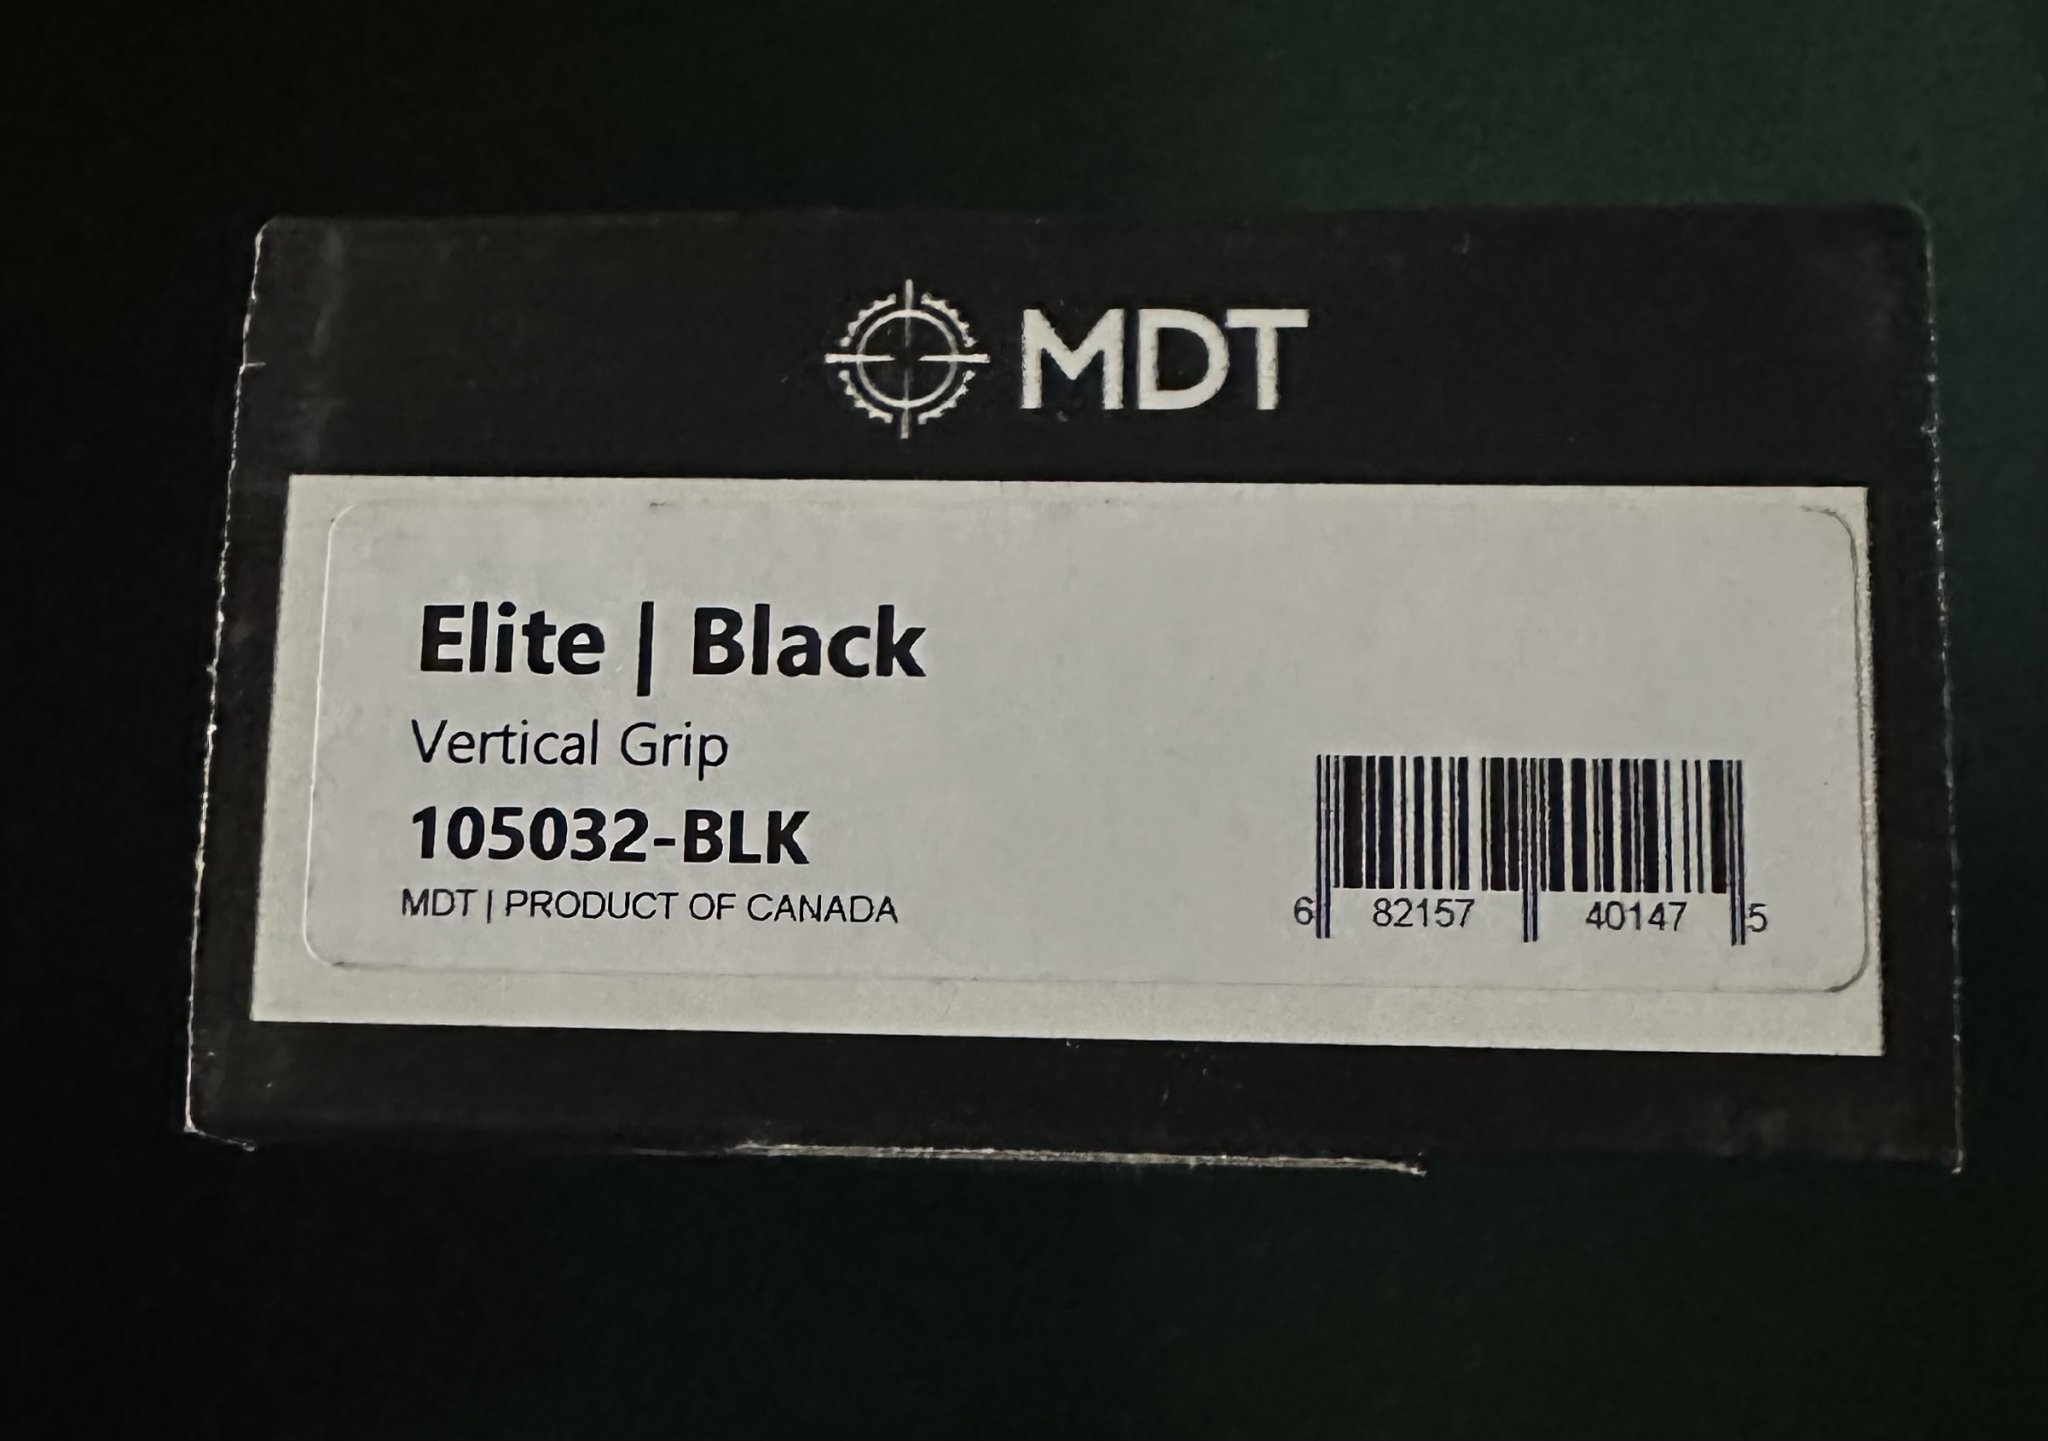 MDT
Elite | Black
Vertical Grip
105032-BLK
MDT | PRODUCT OF CANADA
6 82157 40147 5